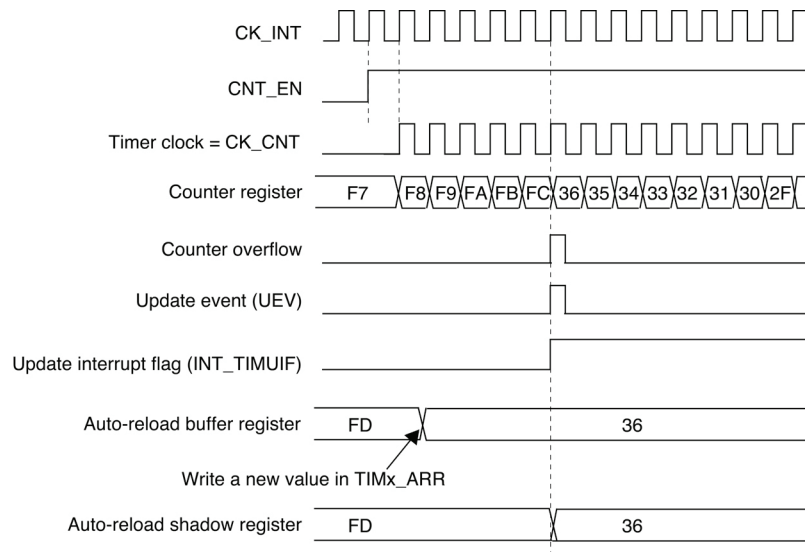 CK_INT
CNT_EN
Timer clock = CK_CNT
Counter register F7 F8 F9 FA FB FC 36 35 34 33 32 31 30 2F
Counter overflow
Update event (UEV)
Update interrupt flag (INT_TIMUIF)
Auto-reload buffer register FD 36
Write a new value in TIMx_ARR
Auto-reload shadow register FD 36